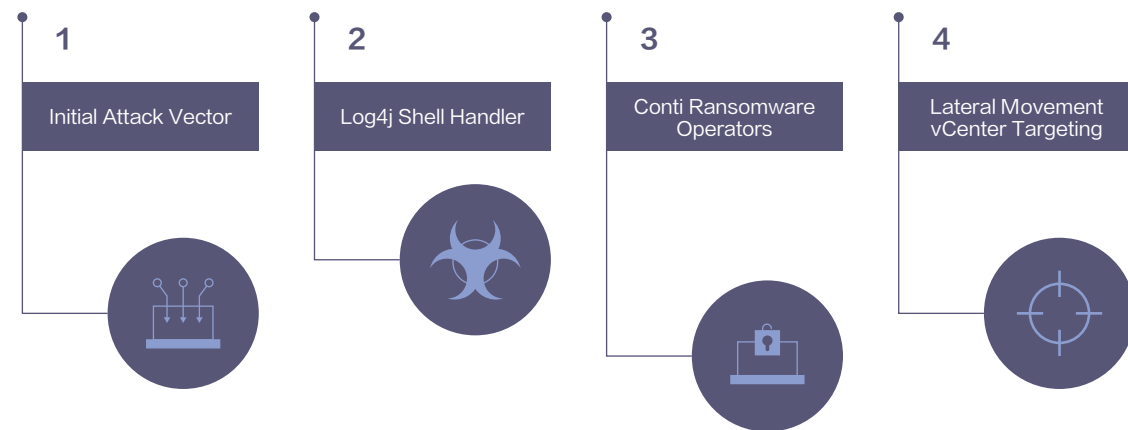 1
Initial Attack Vector
2
Log4j Shell Handler
3
Conti Ransomware
Operators
4
Lateral Movement
vCenter Targeting